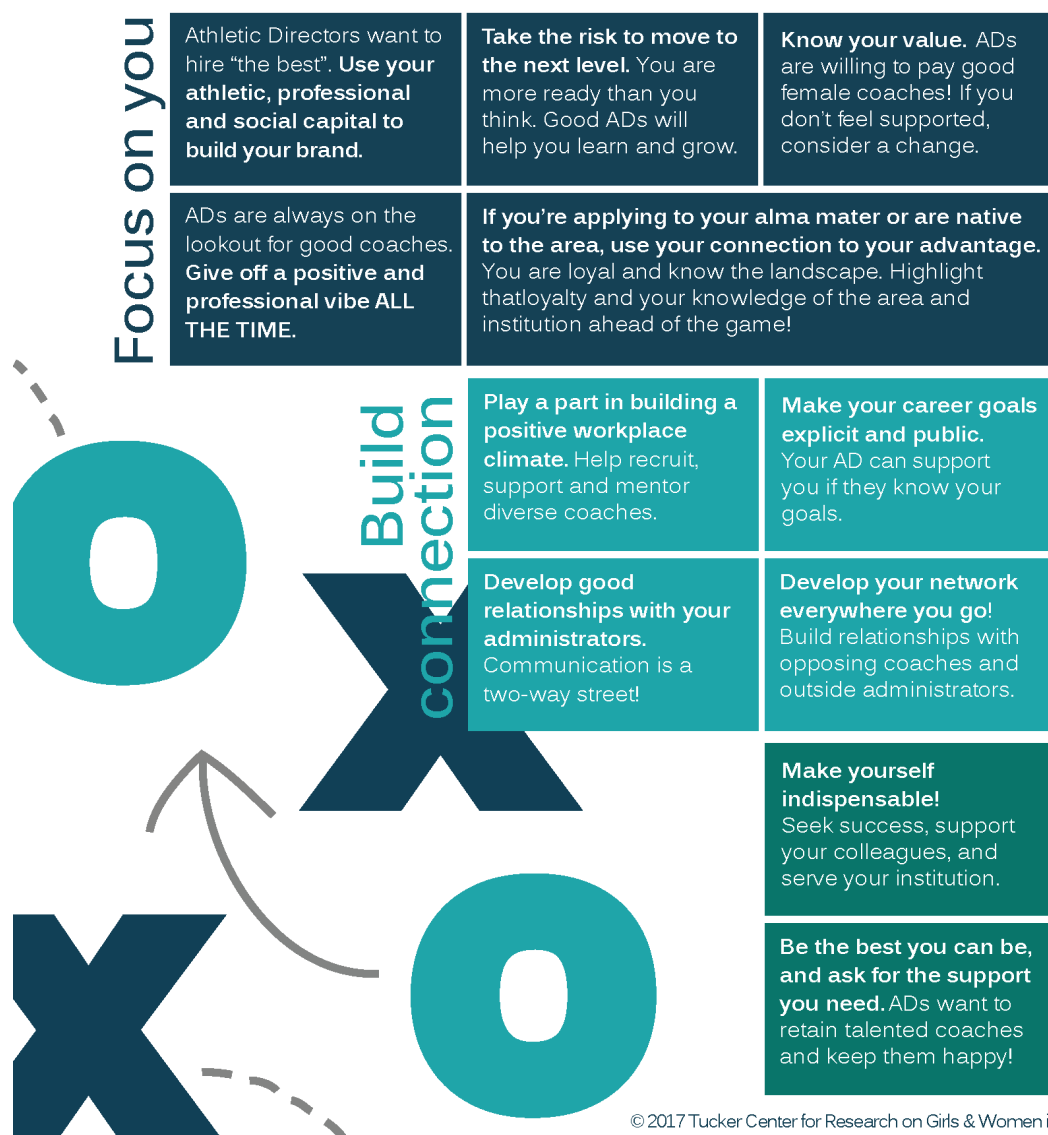 Focus on you
Athletic Directors want to
hire “the best”. Use your
athletic, professional
and social capital to
build your brand.
Take the risk to move to
the next level. You are
more ready than you
think. Good ADs will
help you learn and grow.
Know your value. ADs
are willing to pay good
female coaches! If you
don’t feel supported,
consider a change.
ADs are always on the
lookout for good coaches.
Give off a positive and
professional vibe ALL
THE TIME.
If you’re applying to your alma mater or are native
to the area, use your connection to your advantage.
You are loyal and know the landscape. Highlight
thatloyalty and your knowledge of the area and
institution ahead of the game!
Build
connection
Play a part in building a
positive workplace
climate. Help recruit,
support and mentor
diverse coaches.
Make your career goals
explicit and public.
Your AD can support
you if they know your
goals.
Develop good
relationships with your
administrators.
Communication is a
two-way street!
Develop your network
everywhere you go!
Build relationships with
opposing coaches and
outside administrators.
Make yourself
indispensable!
Seek success, support
your colleagues, and
serve your institution.
Be the best you can be,
and ask for the support
you need. ADs want to
retain talented coaches
and keep them happy!
© 2017 Tucker Center for Research on Girls & Women i